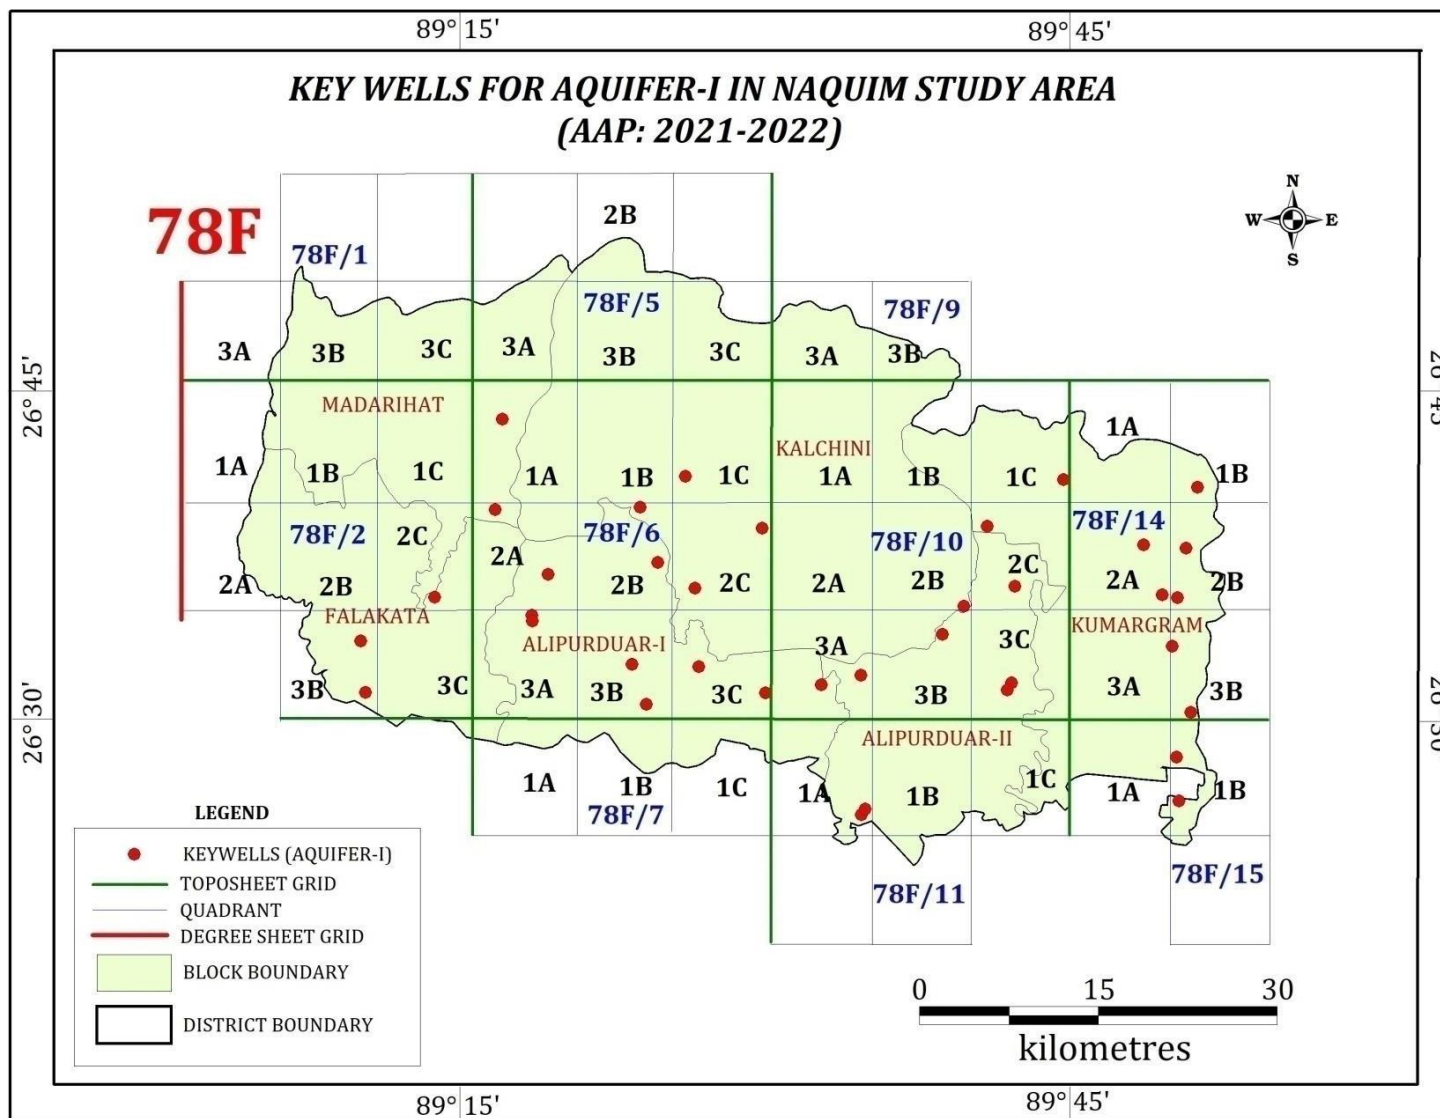 89° 15' 89° 45'
KEY WELLS FOR AQUIFER-I IN NAQUIM STUDY AREA
(AAP: 2021-2022)
N
W E
S
78F
2B
78F/1
78F/5
78F/9
3A 3B 3C 3A 3B 3C 3A 3B
26° 45'
MADARIHAT
KALCHINI
1A
1A 1B 1C 1A 1B 1C 1A 1B 1C 1B
78F/2 2C 78F/6 78F/10 78F/14
2A 2C
2A 2B 2B 2C 2A 2B 2A 2B
FALAKATA ALIPURDUAR-I 3A 3C KUMARGRAM
3B 3C 3A 3B 3C 3B 3A 3B
26° 30'
ALIPURDUAR-II
1A 1B 1C 1A 1B 1C 1A 1B
78F/7
78F/11
78F/15
LEGEND
KEYWELLS (AQUIFER-I)
TOPOSHEET GRID
QUADRANT
DEGREE SHEET GRID
BLOCK BOUNDARY
DISTRICT BOUNDARY
0 15 30
kilometres
89° 15' 89° 45'